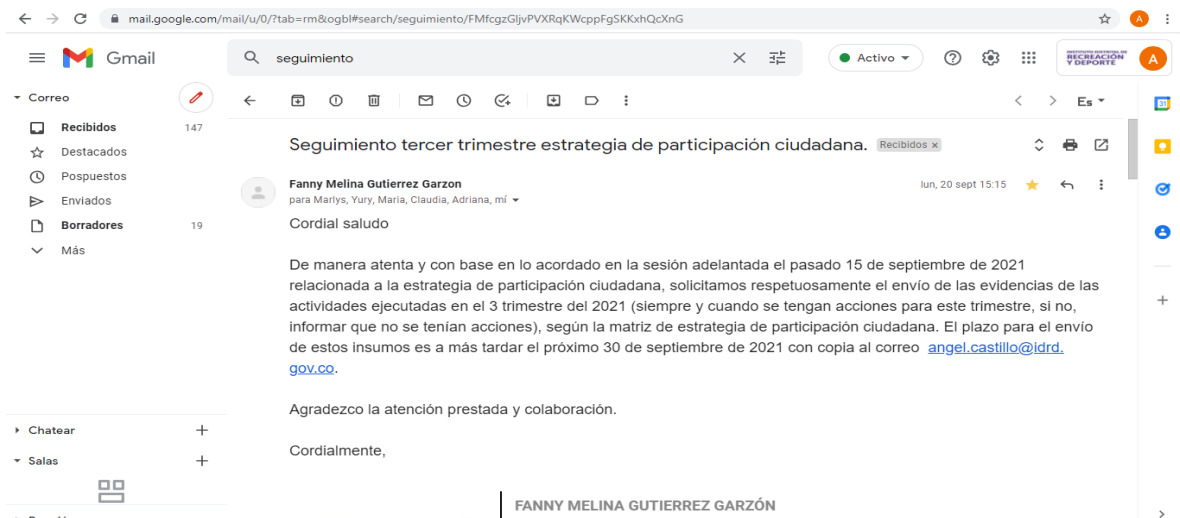 mail.google.com/mail/u/0/?tab=rm&ogbl#search/seguimiento/FMfcgzGljvPVXRqKWcppFgSKKxhQcXnG
A
Gmail
seguimiento
Activo
INSTITUTO DISTRITAL DE
RECREACIÓN
Y DEPORTE
A
Correo
Recibidos 147
Destacados
Pospuestos
Enviados
Borradores 19
Más
Chatear
Salas
Es
31
Seguimiento tercer trimestre estrategia de participación ciudadana. Recibidos x
Fanny Melina Gutierrez Garzon lun, 20 sept 15:15
para Marlys, Yury, Maria, Claudia, Adriana, mí
Cordial saludo
De manera atenta y con base en lo acordado en la sesión adelantada el pasado 15 de septiembre de 2021
relacionada a la estrategia de participación ciudadana, solicitamos respetuosamente el envío de las evidencias de las
actividades ejecutadas en el 3 trimestre del 2021 (siempre y cuando se tengan acciones para este trimestre, si no,
informar que no se tenían acciones), según la matriz de estrategia de participación ciudadana. El plazo para el envío
de estos insumos es a más tardar el próximo 30 de septiembre de 2021 con copia al correo angel.castillo@idrd.
gov.co.
Agradezco la atención prestada y colaboración.
Cordialmente,
FANNY MELINA GUTIERREZ GARZÓN